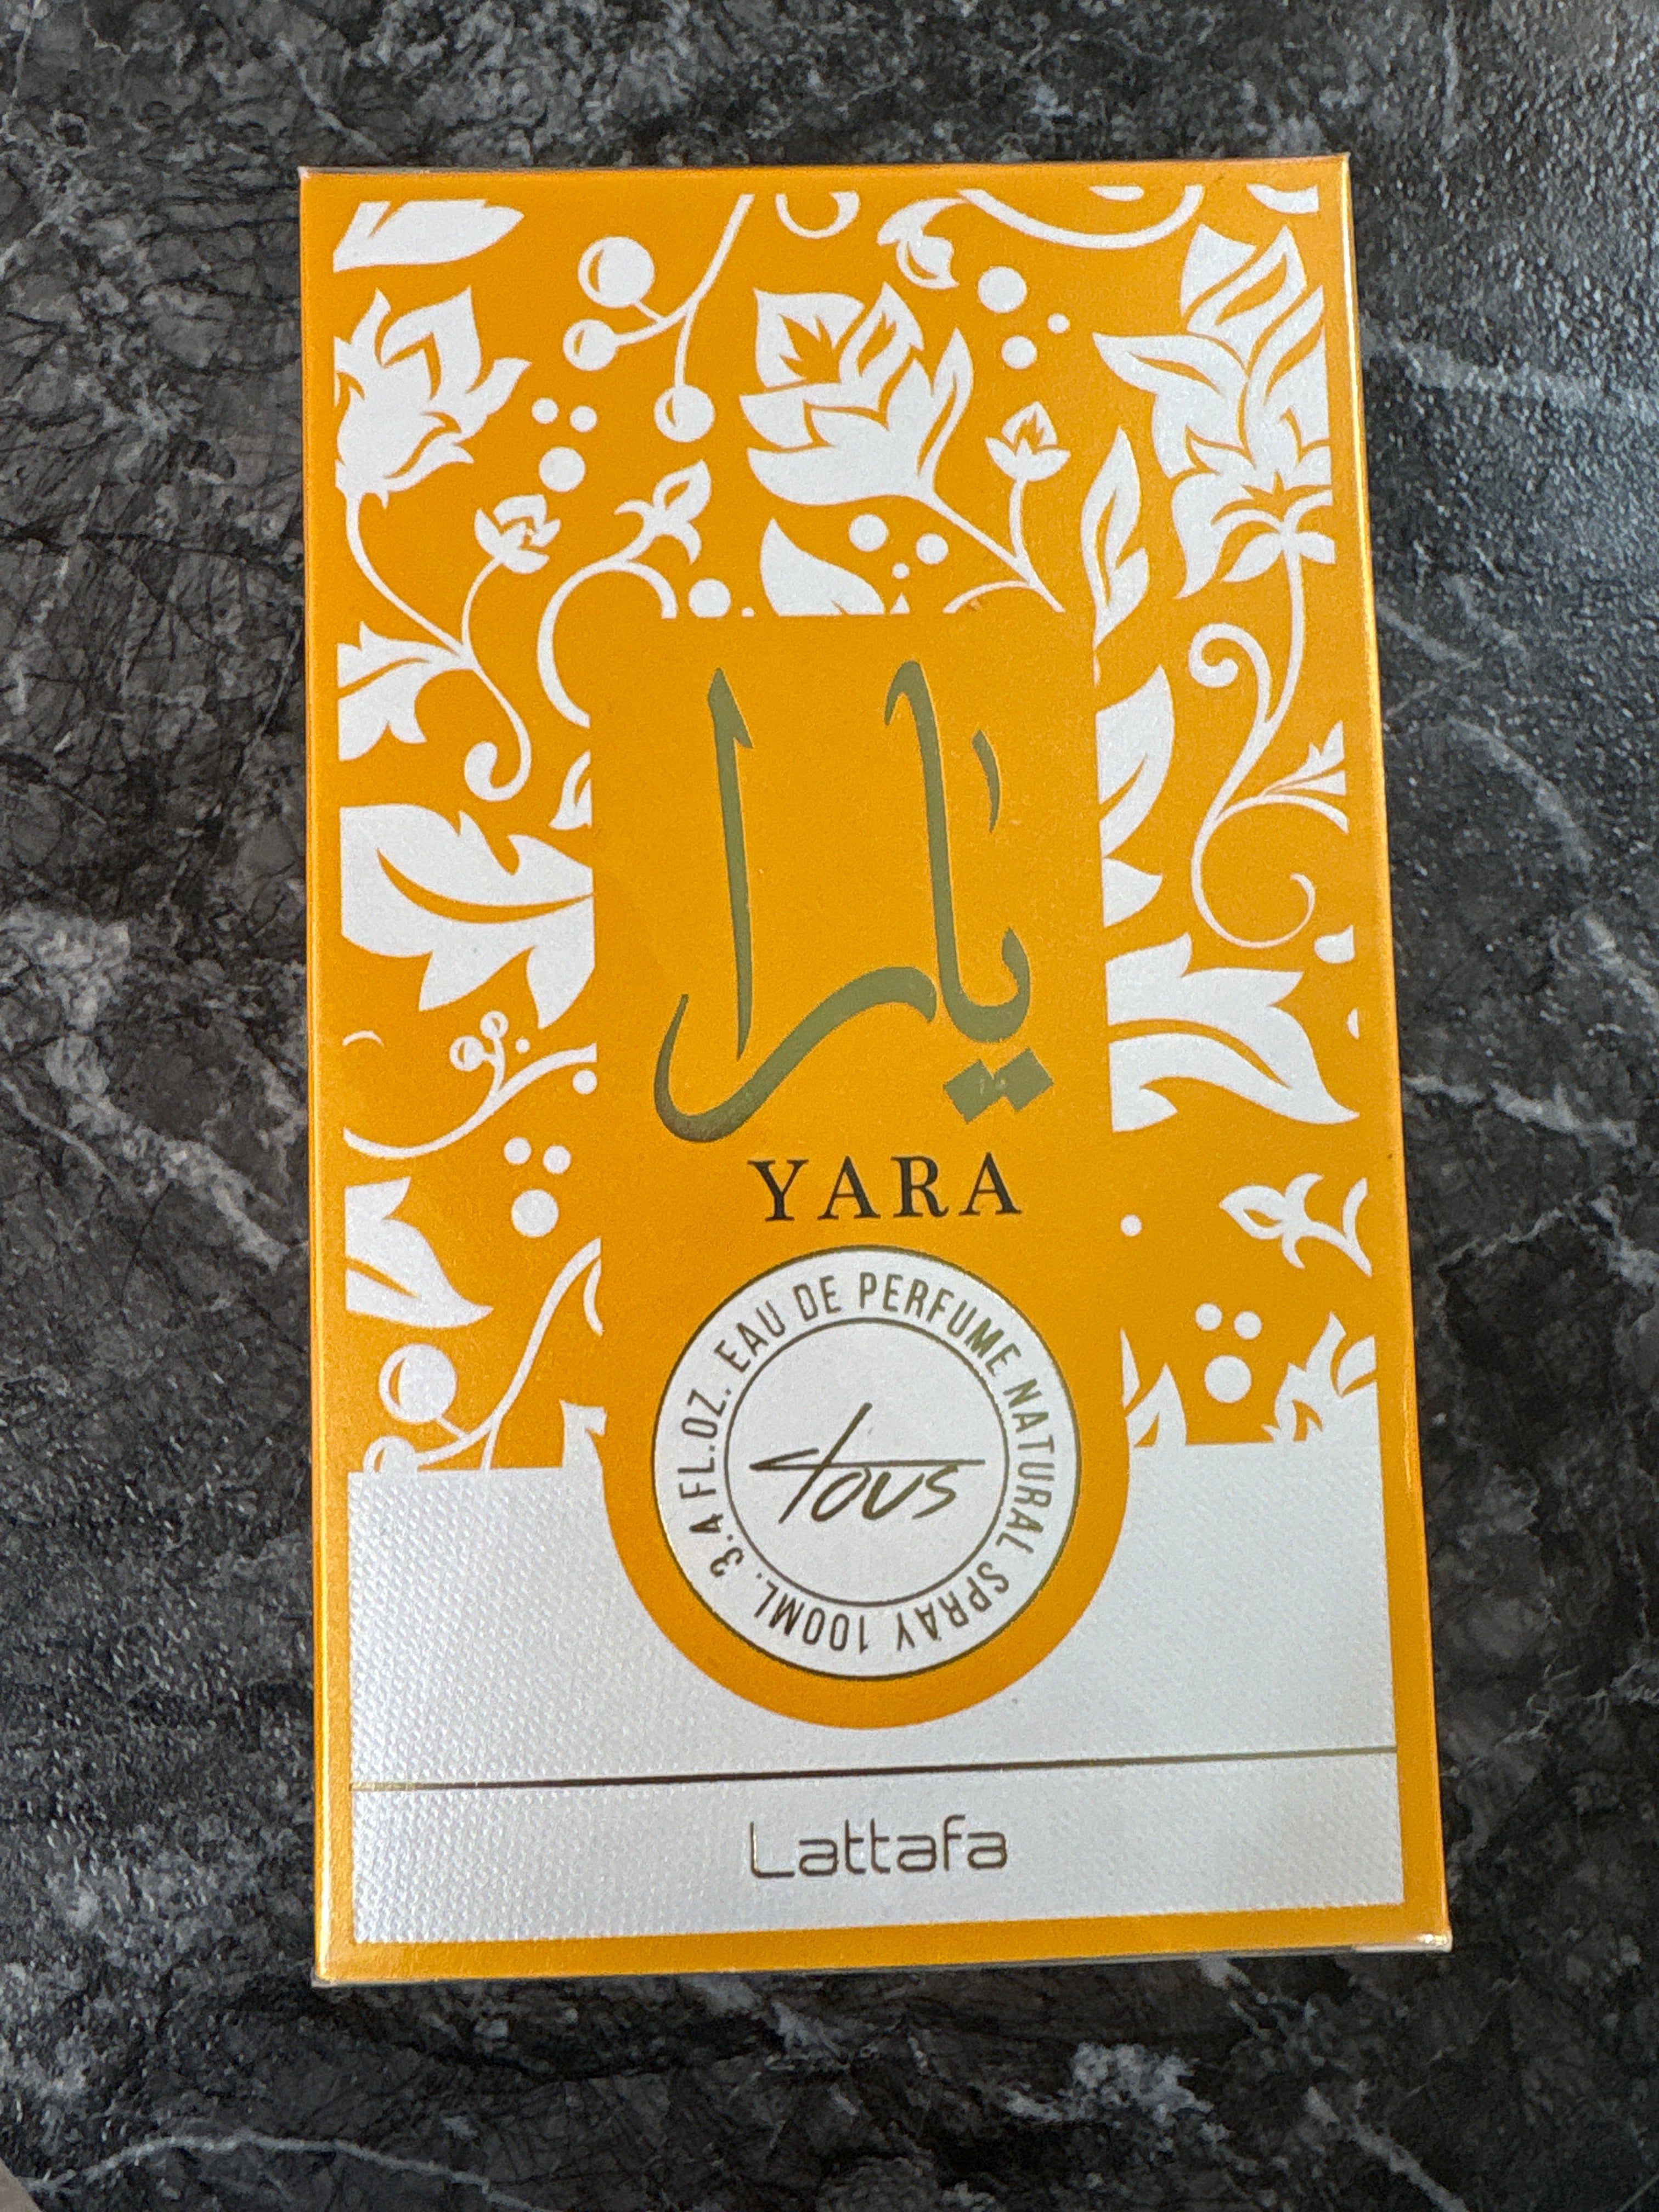 يارا
YARA
3.4 FL.OZ. EAU DE PERFUME NATURAL SPRAY 100ML.
tous
Lattafa